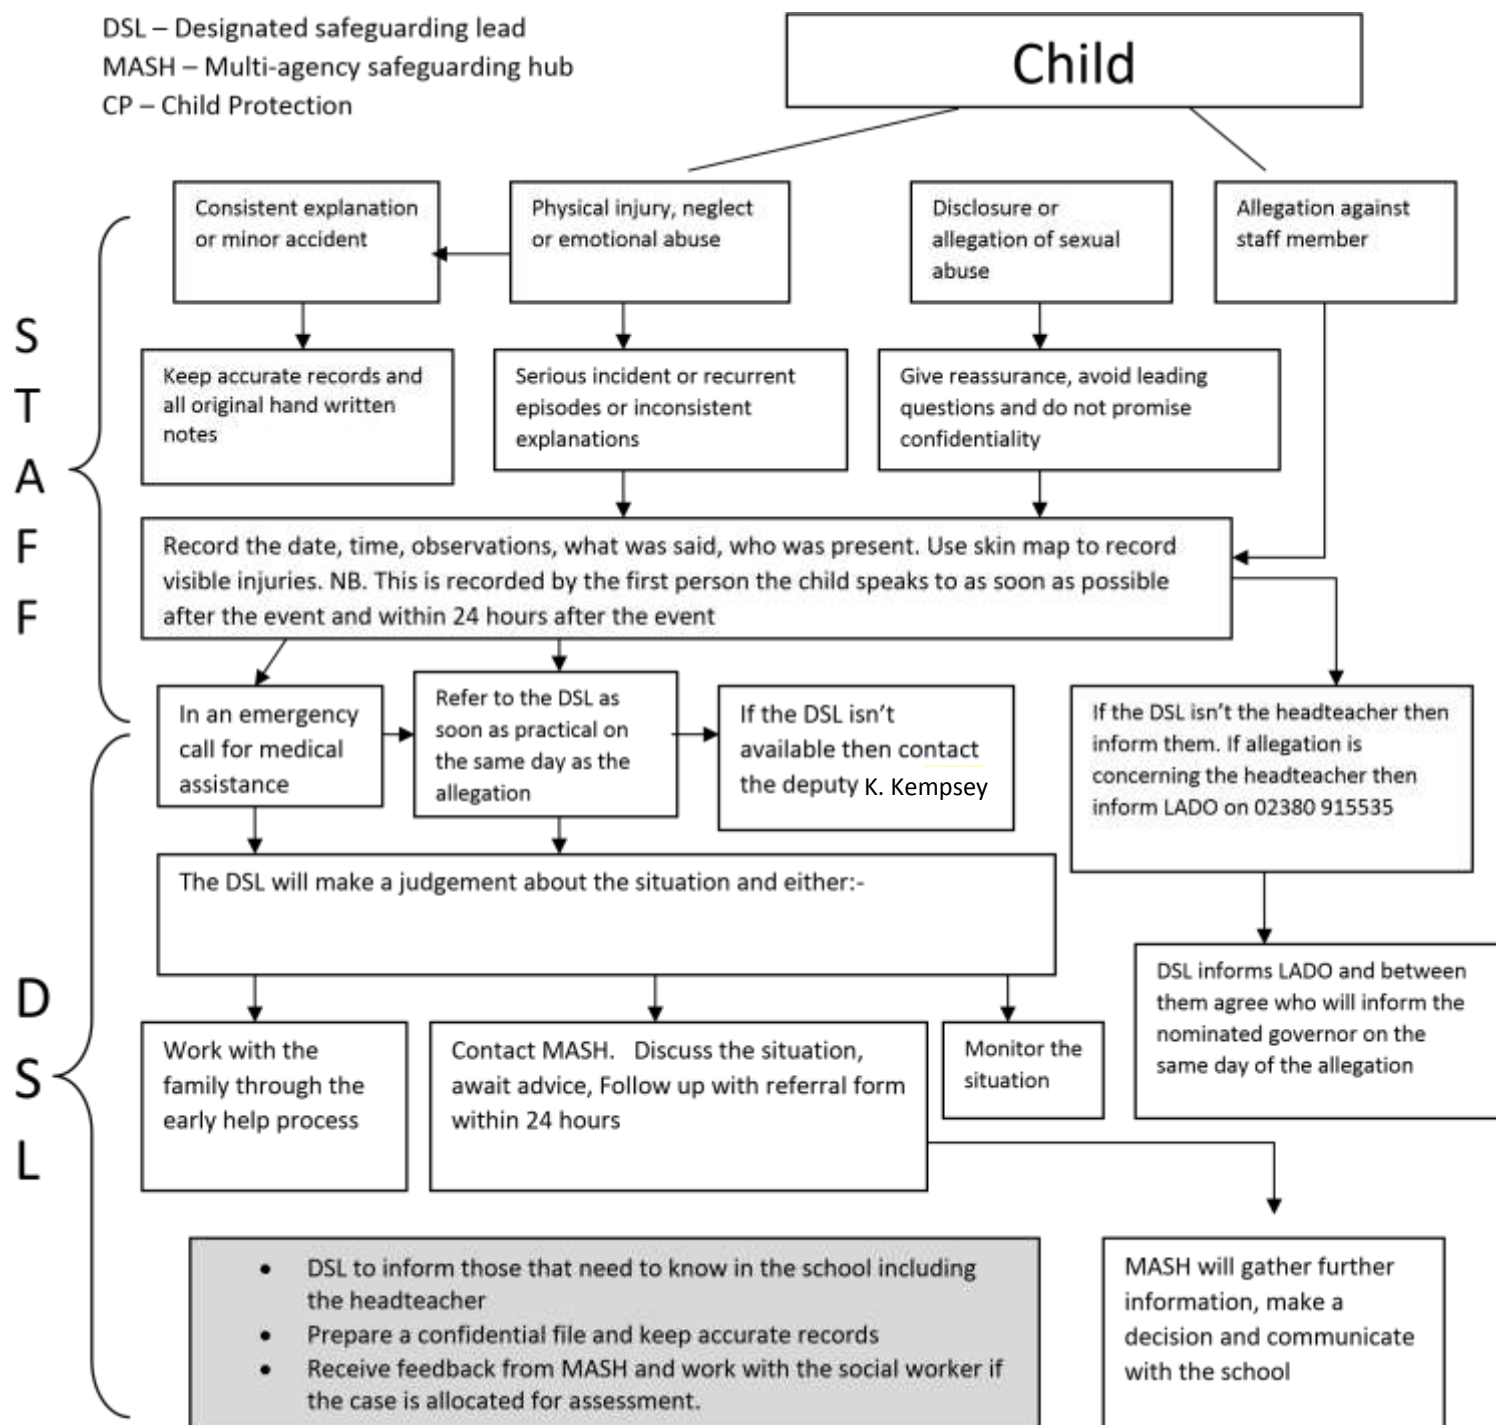 DSL – Designated safeguarding lead
MASH – Multi-agency safeguarding hub
CP – Child Protection
Child
Consistent explanation
or minor accident
Physical injury, neglect
or emotional abuse
Disclosure or
allegation of sexual
abuse
Allegation against
staff member
S
T
A
F
F
Keep accurate records and
all original hand written
notes
Serious incident or recurrent
episodes or inconsistent
explanations
Give reassurance, avoid leading
questions and do not promise
confidentiality
Record the date, time, observations, what was said, who was present. Use skin map to record
visible injuries. NB. This is recorded by the first person the child speaks to as soon as possible
after the event and within 24 hours after the event
In an emergency
call for medical
assistance
Refer to the DSL as
soon as practical on
the same day as the
allegation
If the DSL isn't
available then contact
the deputy K. Kempsey
If the DSL isn't the headteacher then
inform them. If allegation is
concerning the headteacher then
inform LADO on 02380 915535
D
S
L
The DSL will make a judgement about the situation and either:-
DSL informs LADO and between
them agree who will inform the
nominated governor on the
same day of the allegation
Work with the
family through the
early help process
Contact MASH.   Discuss the situation,
await advice, Follow up with referral form
within 24 hours
Monitor the
situation
• DSL to inform those that need to know in the school including
the headteacher
• Prepare a confidential file and keep accurate records
• Receive feedback from MASH and work with the social worker if
the case is allocated for assessment.
MASH will gather further
information, make a
decision and communicate
with the school